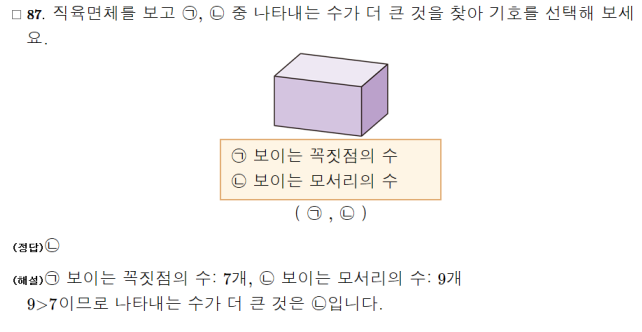 □ 87. 직육면체를 보고 ㉠, ㉡ 중 나타내는 수가 더 큰 것을 찾아 기호를 선택해 보세
요.
㉠ 보이는 꼭짓점의 수
㉡ 보이는 모서리의 수
( ㉠ , ㉡ )
(정답)㉡
(해설)㉠ 보이는 꼭짓점의 수: 7개, ㉡ 보이는 모서리의 수: 9개
9>7이므로 나타내는 수가 더 큰 것은 ㉡입니다.